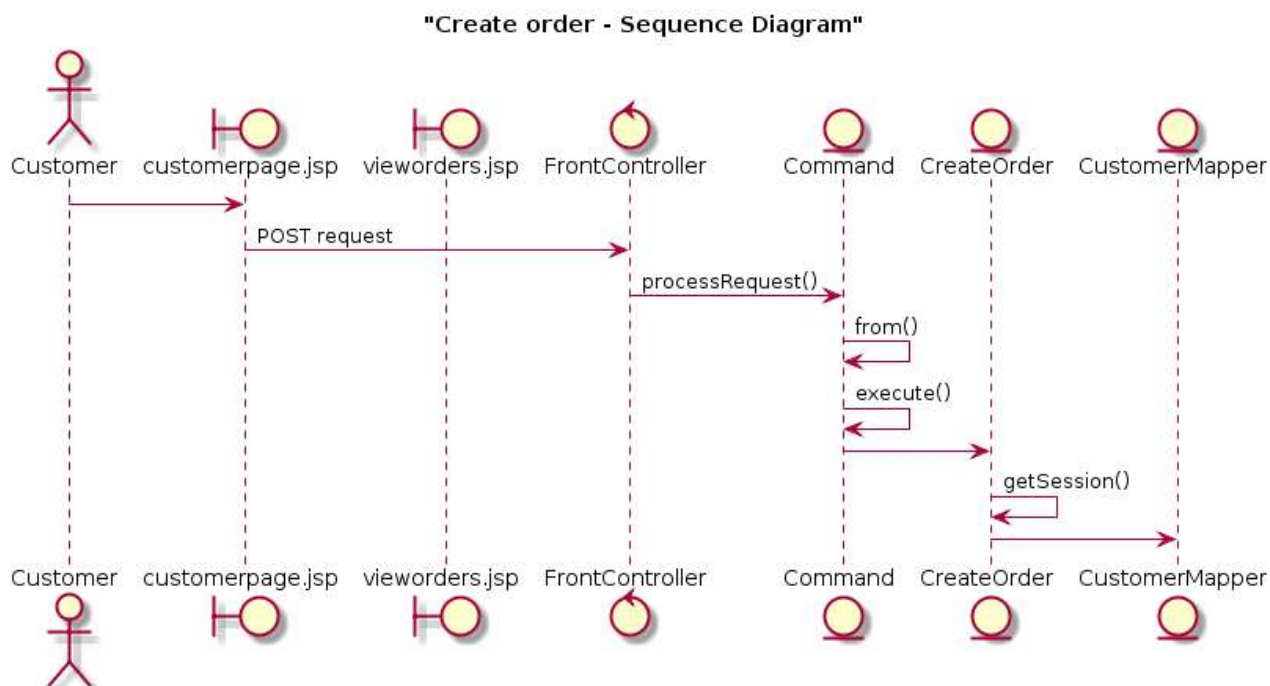 "Create order - Sequence Diagram"
Customer customerpage.jsp vieworders.jsp FrontController Command CreateOrder CustomerMapper
POST request
processRequest()
from()
execute()
getSession()
Customer customerpage.jsp vieworders.jsp FrontController Command CreateOrder CustomerMapper